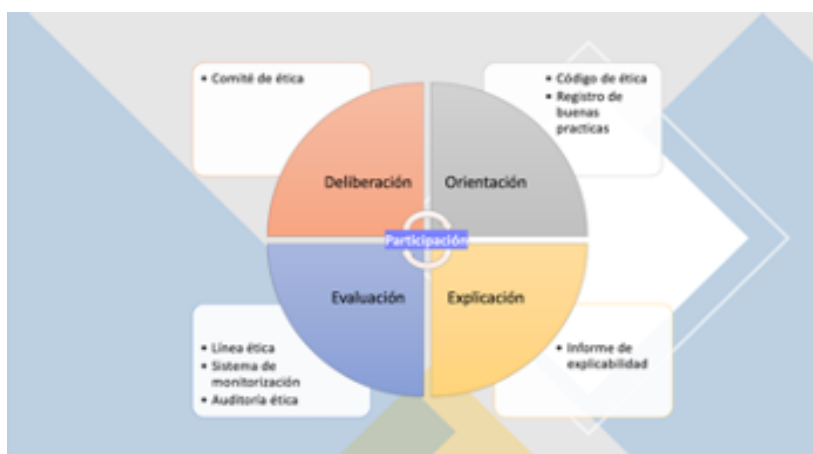 • Comité de ética
• Código de ética
• Registro de
buenas
practicas
Deliberación
Orientación
Participación
Evaluación
Explicación
• Línea ética
• Sistema de
monitorización
• Auditoría ética
• Informe de
explicabilidad